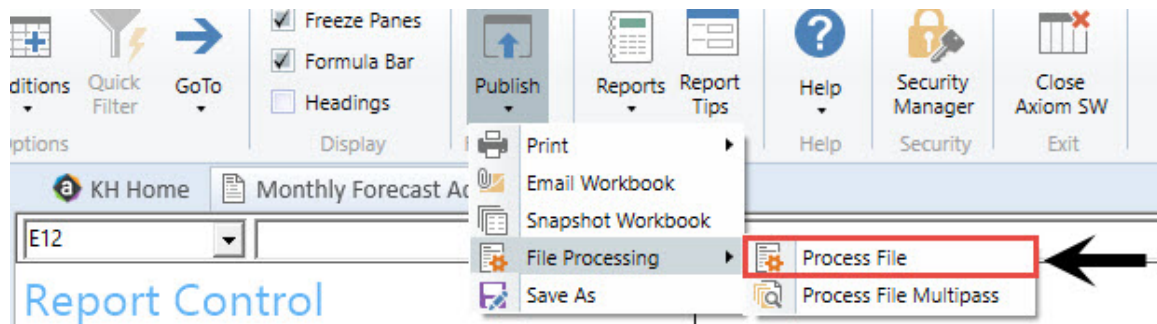 Freeze Panes
Formula Bar
Headings
ditions
Quick
Filter
GoTo
Publish
Reports
Report
Tips
Help
Security
Manager
Close
Axiom SW
ptions
Display
Help
Security
Exit
Print
Email Workbook
Snapshot Workbook
File Processing
Save As
Process File
Process File Multipass
KH Home
Monthly Forecast Ad
E12
Report Control